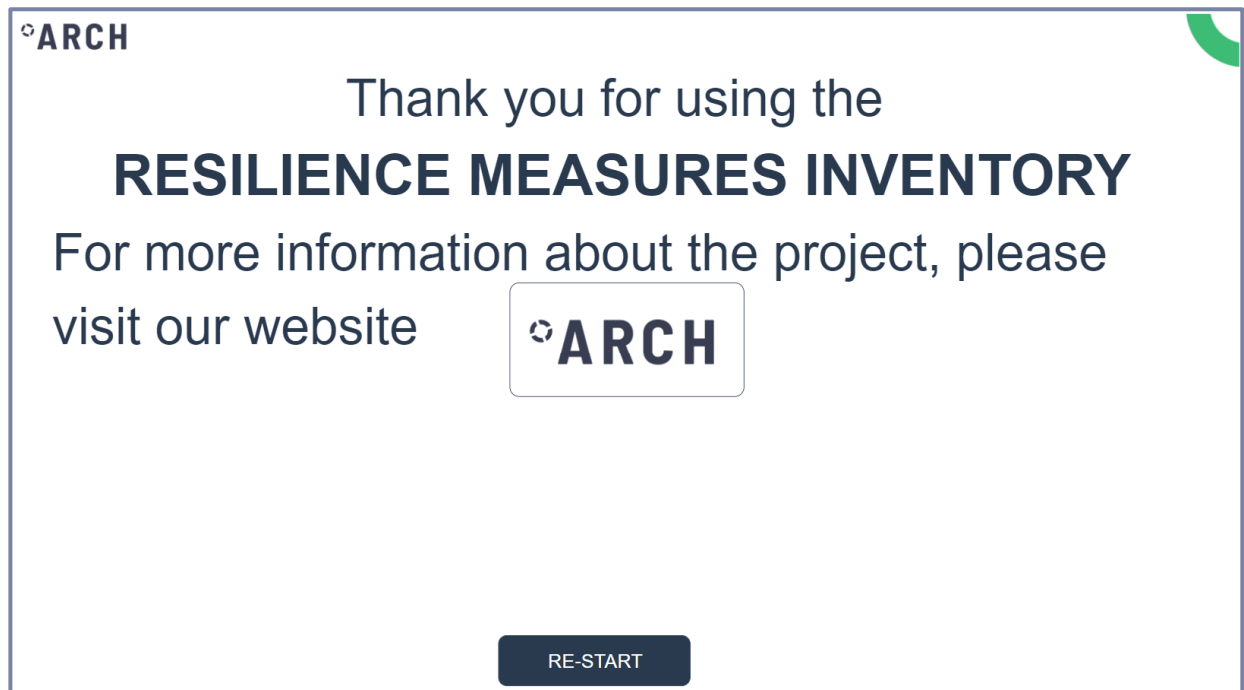 ARCH
Thank you for using the
RESILIENCE MEASURES INVENTORY
For more information about the project, please
visit our website
ARCH
RE-START